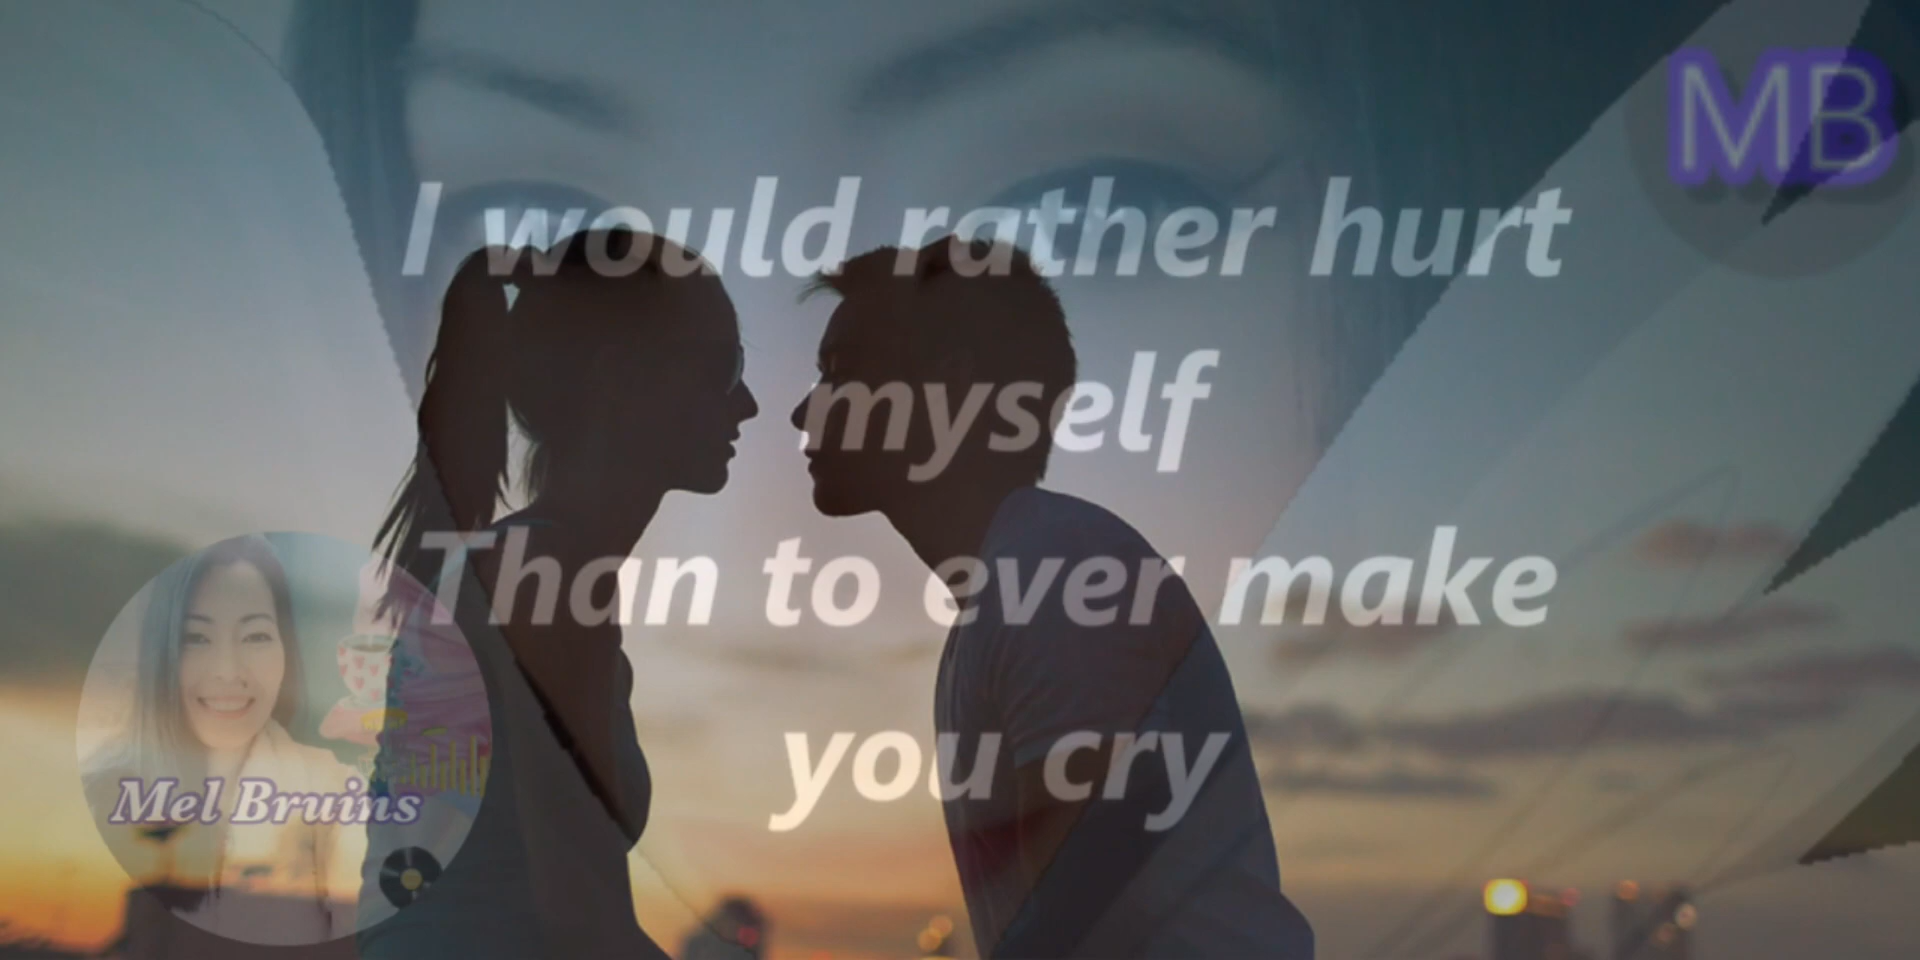 MB
I would rather hurt
myself
Than to ever make
you cry
Mel Bruins